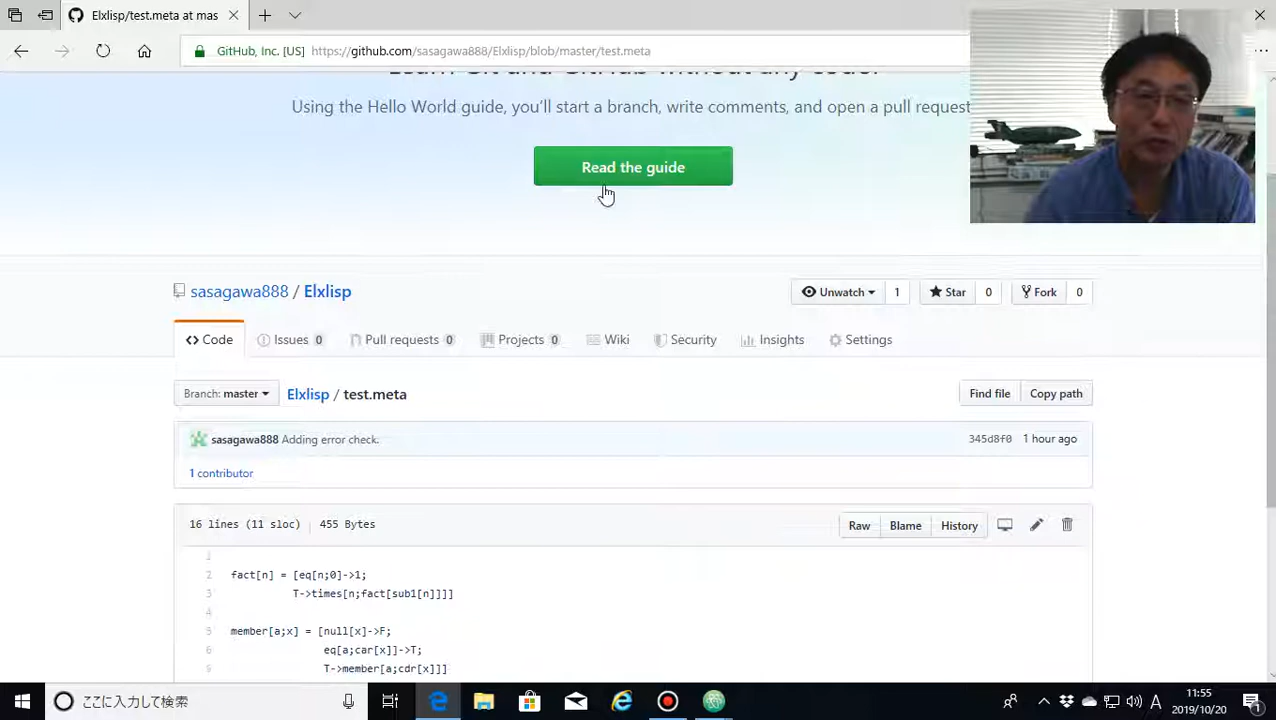 Elxlisp/test.meta at mas
GitHub, Inc. [US] https://github.com/sasagawa888/Elxlisp/blob/master/test.meta
Using the Hello World guide, you'll start a branch, write comments, and open a pull request
Read the guide
sasagawa888 / Elxlisp
Unwatch 1 Star 0 Fork 0
Code Issues 0 Pull requests 0 Projects 0 Wiki Security Insights Settings
Branch: master Elxlisp / test.meta Find file Copy path
sasagawa888 Adding error check. 345d8f0 1 hour ago
1 contributor
16 lines (11 sloc) 455 Bytes Raw Blame History
1
2 fact[n] = [eq[n;0]->1;
3 T->times[n;fact[sub1[n]]]]
4
5 member[a;x] = [null[x]->F;
6 eq[a;car[x]]->T;
T->member[a;cdr[x]]]
ここに入力して検索 A 11:55
2019/10/20